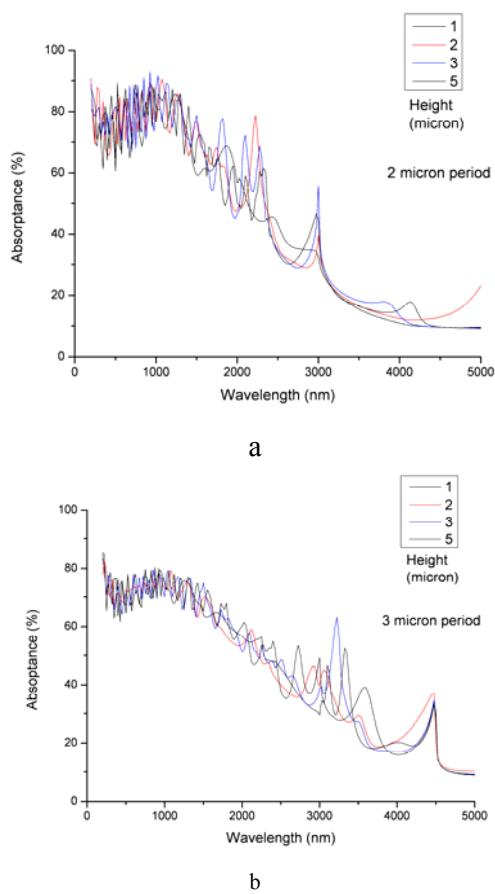 1
2
3
5
Height
(micron)
2 micron period
100
80
60
40
20
0
Absorptance (%)
0 1000 2000 3000 4000 5000
Wavelength (nm)
a
1
2
3
5
Height
(micron)
3 micron period
100
80
60
40
20
0
Absoptance (%)
0 1000 2000 3000 4000 5000
Wavelength (nm)
b